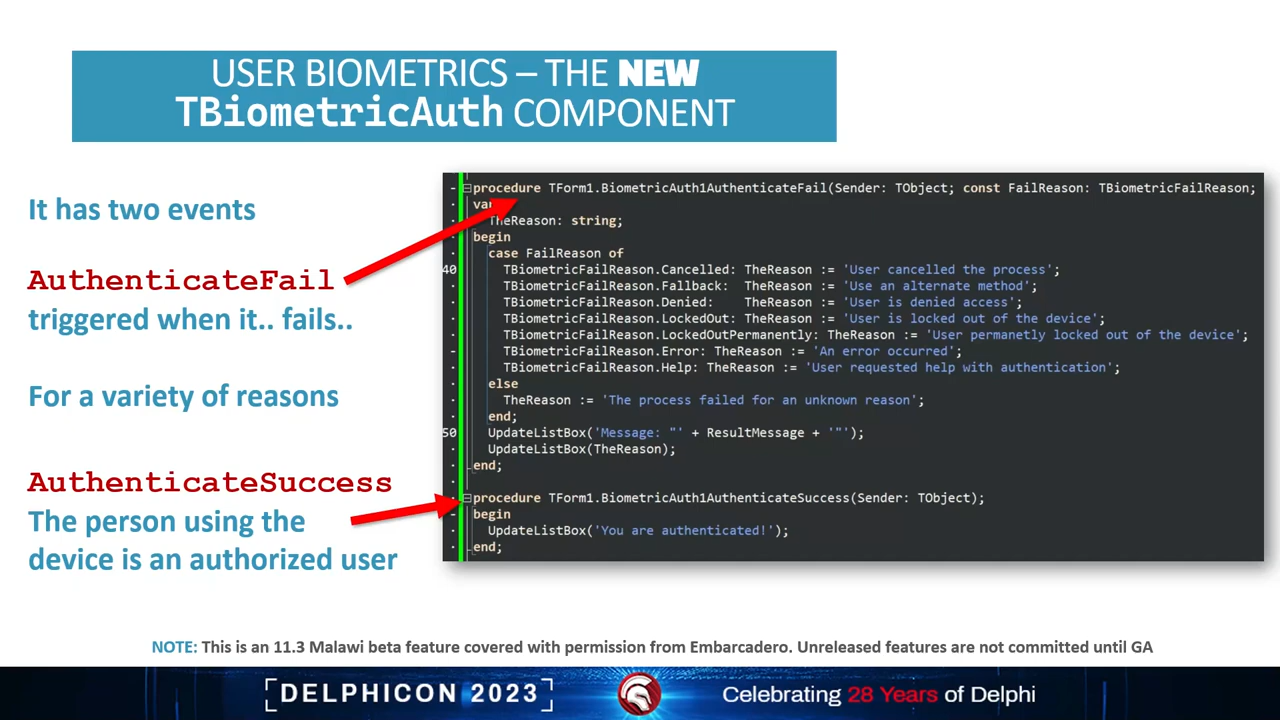 USER BIOMETRICS – THE NEW
TBiometricAuth COMPONENT
It has two events
AuthenticateFail
triggered when it.. fails..
For a variety of reasons
AuthenticateSuccess
The person using the
device is an authorized user
procedure TForm1.BiometricAuth1AuthenticateFail(Sender: TObject; const FailReason: TBiometricFailReason;
var
TheReason: string;
begin
case FailReason of
40 TBiometricFailReason.Cancelled: TheReason := 'User cancelled the process';
TBiometricFailReason.Fallback: TheReason := 'Use an alternate method';
TBiometricFailReason.Denied: TheReason := 'User is denied access';
TBiometricFailReason.LockedOut: TheReason := 'User is locked out of the device';
TBiometricFailReason.LockedOutPermanently: TheReason := 'User permanetly locked out of the device';
TBiometricFailReason.Error: TheReason := 'An error occurred';
TBiometricFailReason.Help: TheReason := 'User requested help with authentication';
else
TheReason := 'The process failed for an unknown reason';
end;
50 UpdateListBox('Message: "' + ResultMessage + '"');
UpdateListBox(TheReason);
end;
procedure TForm1.BiometricAuth1AuthenticateSuccess(Sender: TObject);
begin
UpdateListBox('You are authenticated!');
end;
NOTE: This is an 11.3 Malawi beta feature covered with permission from Embarcadero. Unreleased features are not committed until GA
[DELPHICON 2023]
Celebrating 28 Years of Delphi